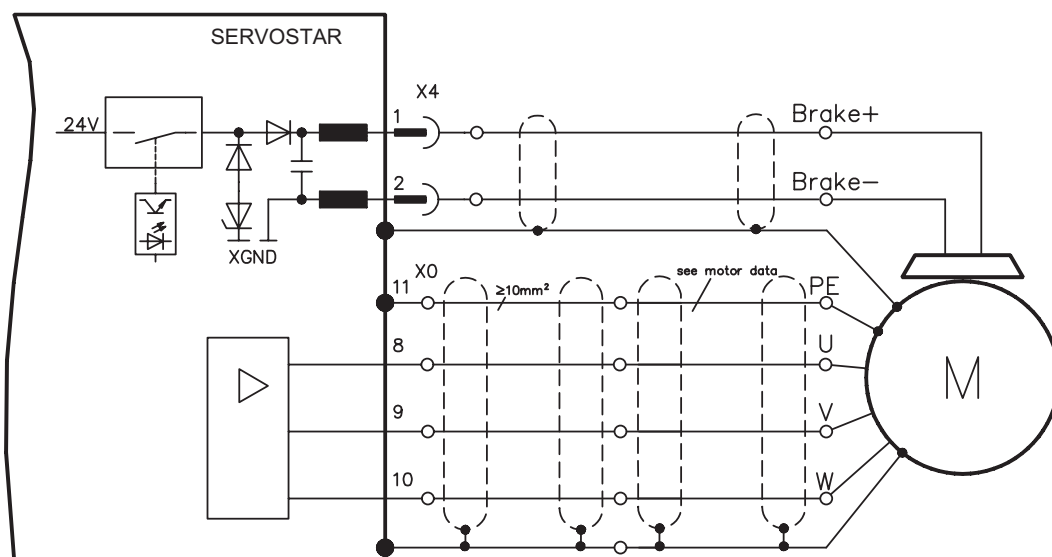 SERVOSTAR
X4
24V
1
Brake+
2
Brake–
XGND
X0
11
≥10mm²
see motor data
PE
8
U
M
9
V
10
W